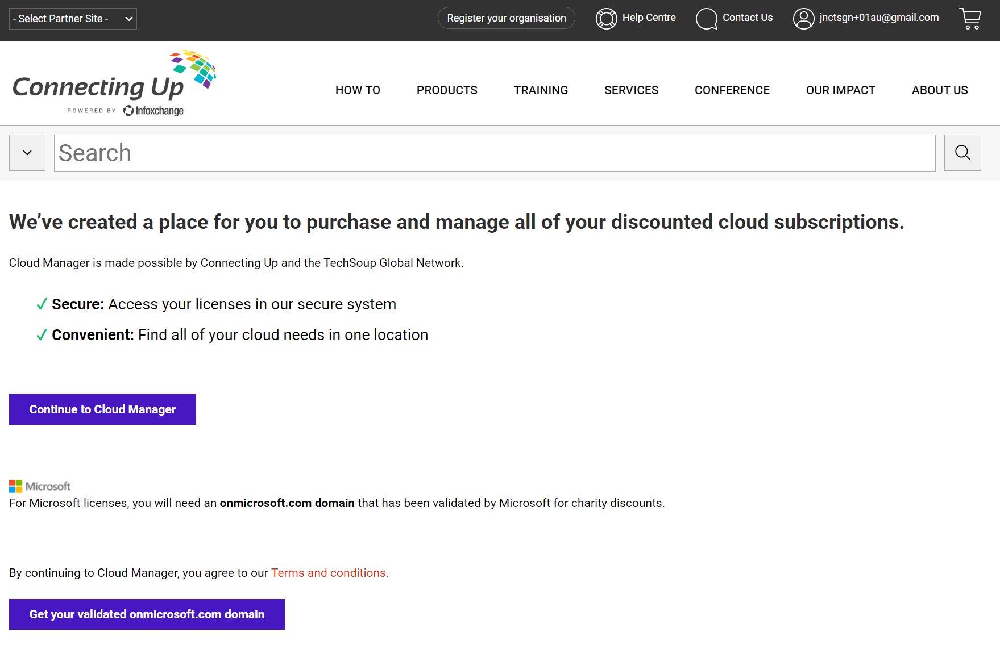 - Select Partner Site -
Register your organisation
Help Centre
Contact Us
jnctsgn+01au@gmail.com
Connecting Up
POWERED BY Infoxchange
HOW TO
PRODUCTS
TRAINING
SERVICES
CONFERENCE
OUR IMPACT
ABOUT US
Search
We’ve created a place for you to purchase and manage all of your discounted cloud subscriptions.
Cloud Manager is made possible by Connecting Up and the TechSoup Global Network.
Secure: Access your licenses in our secure system
Convenient: Find all of your cloud needs in one location
Continue to Cloud Manager
Microsoft
For Microsoft licenses, you will need an onmicrosoft.com domain that has been validated by Microsoft for charity discounts.
By continuing to Cloud Manager, you agree to our Terms and conditions.
Get your validated onmicrosoft.com domain